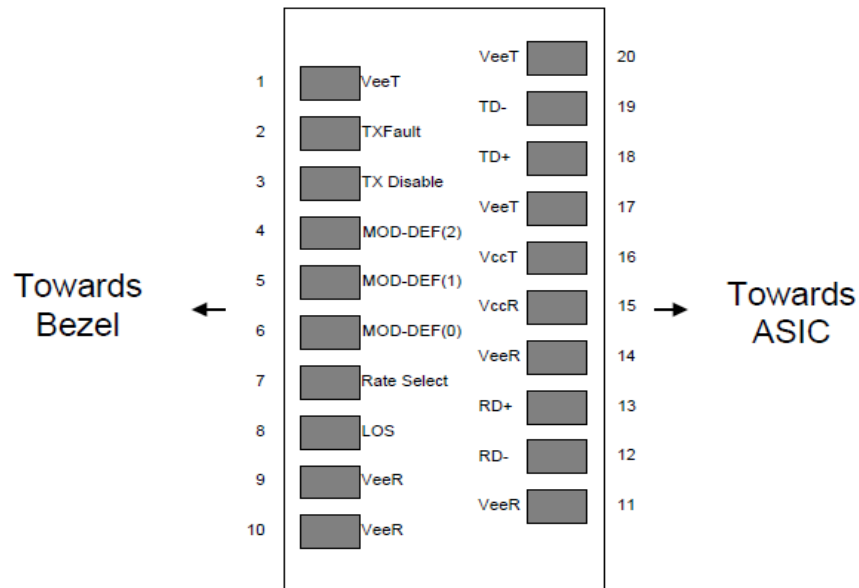 VeeT 20
1 VeeT
TD- 19
2 TXFault
TD+ 18
3 TX Disable
VeeT 17
4 MOD-DEF(2)
VccT 16
5 MOD-DEF(1)
Towards
Bezel
VccR 15
Towards
ASIC
6 MOD-DEF(0)
VeeR 14
7 Rate Select
RD+ 13
8 LOS
RD- 12
9 VeeR
VeeR 11
10 VeeR